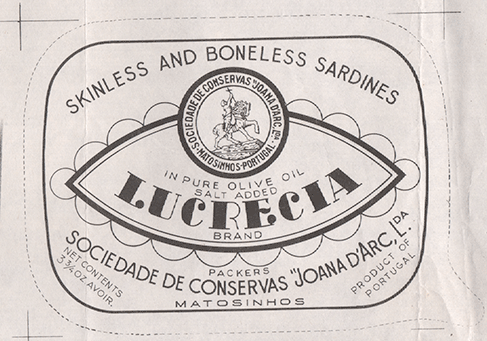 SKINLESS AND BONELESS SARDINES
SOCIEDADE DE CONSERVAS "JOANA D'ARC, LDA
MATOSINHOS-PORTUGAL
IN PURE OLIVE OIL
SALT ADDED
LUCRECIA
BRAND
PACKERS
SOCIEDADE DE CONSERVAS "JOANA D'ARC, L.DA
MATOSINHOS
NET CONTENTS
3¾ OZ AVOIR
PRODUCT OF
PORTUGAL